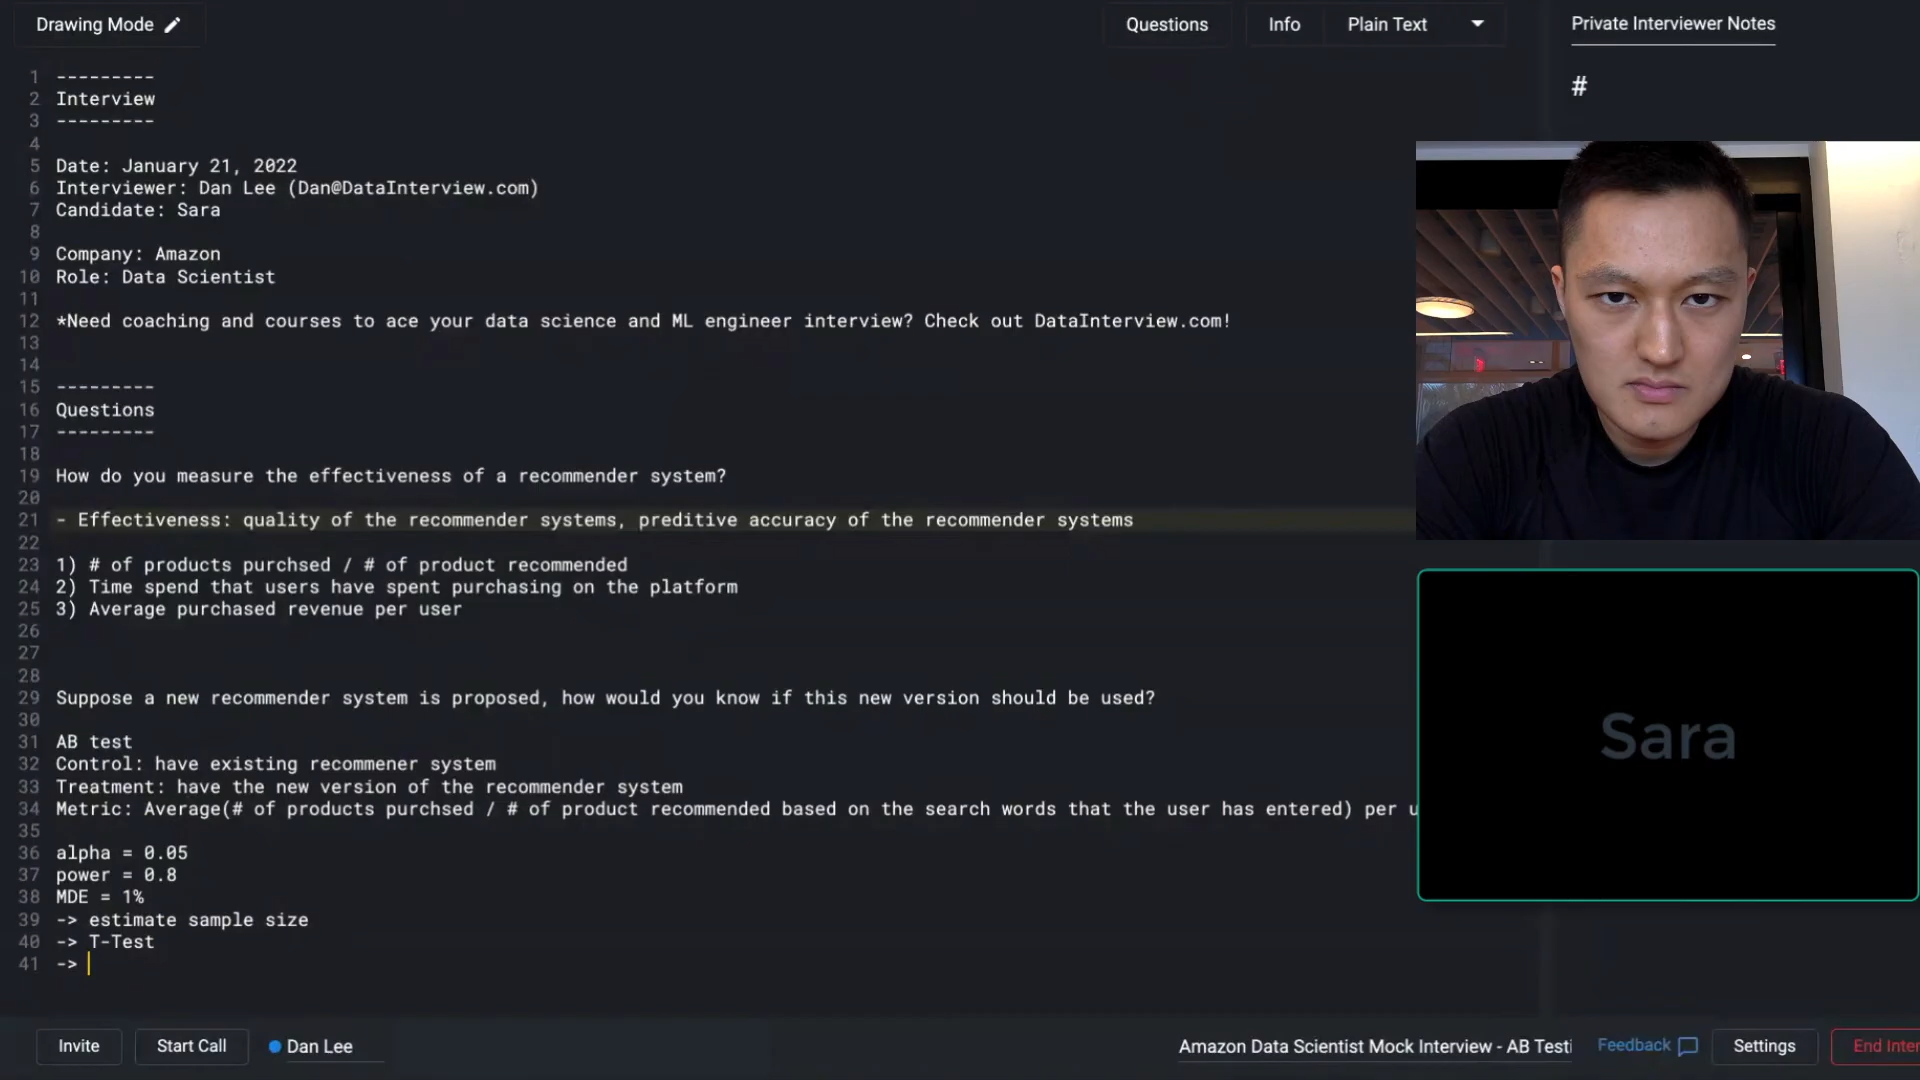 Drawing Mode
Questions
Info
Plain Text
Private Interviewer Notes
#
1 ---------
2 Interview
3 ---------
4
5 Date: January 21, 2022
6 Interviewer: Dan Lee (Dan@DataInterview.com)
7 Candidate: Sara
8
9 Company: Amazon
10 Role: Data Scientist
11
12 *Need coaching and courses to ace your data science and ML engineer interview? Check out DataInterview.com!
13
14
15 ---------
16 Questions
17 ---------
18
19 How do you measure the effectiveness of a recommender system?
20
21 - Effectiveness: quality of the recommender systems, preditive accuracy of the recommender systems
22
23 1) # of products purchsed / # of product recommended
24 2) Time spend that users have spent purchasing on the platform
25 3) Average purchased revenue per user
26
27
28
29 Suppose a new recommender system is proposed, how would you know if this new version should be used?
30
31 AB test
32 Control: have existing recommener system
33 Treatment: have the new version of the recommender system
34 Metric: Average(# of products purchsed / # of product recommended based on the search words that the user has entered) per u
35
36 alpha = 0.05
37 power = 0.8
38 MDE = 1%
39 -> estimate sample size
40 -> T-Test
41 ->
Sara
Invite
Start Call
Dan Lee
Amazon Data Scientist Mock Interview - AB Testi
Feedback
Settings
End Inter